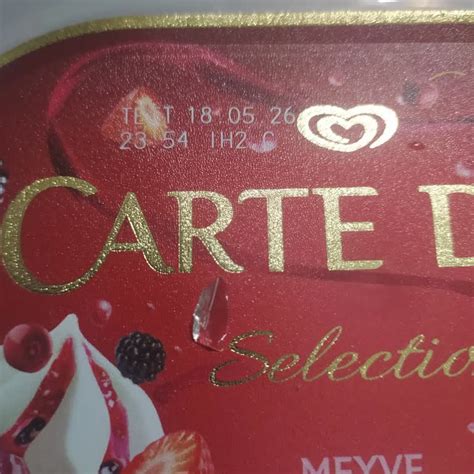 TETT 18 05 26
23 54 IH2 C
CARTE D
Selectio
MEYVE